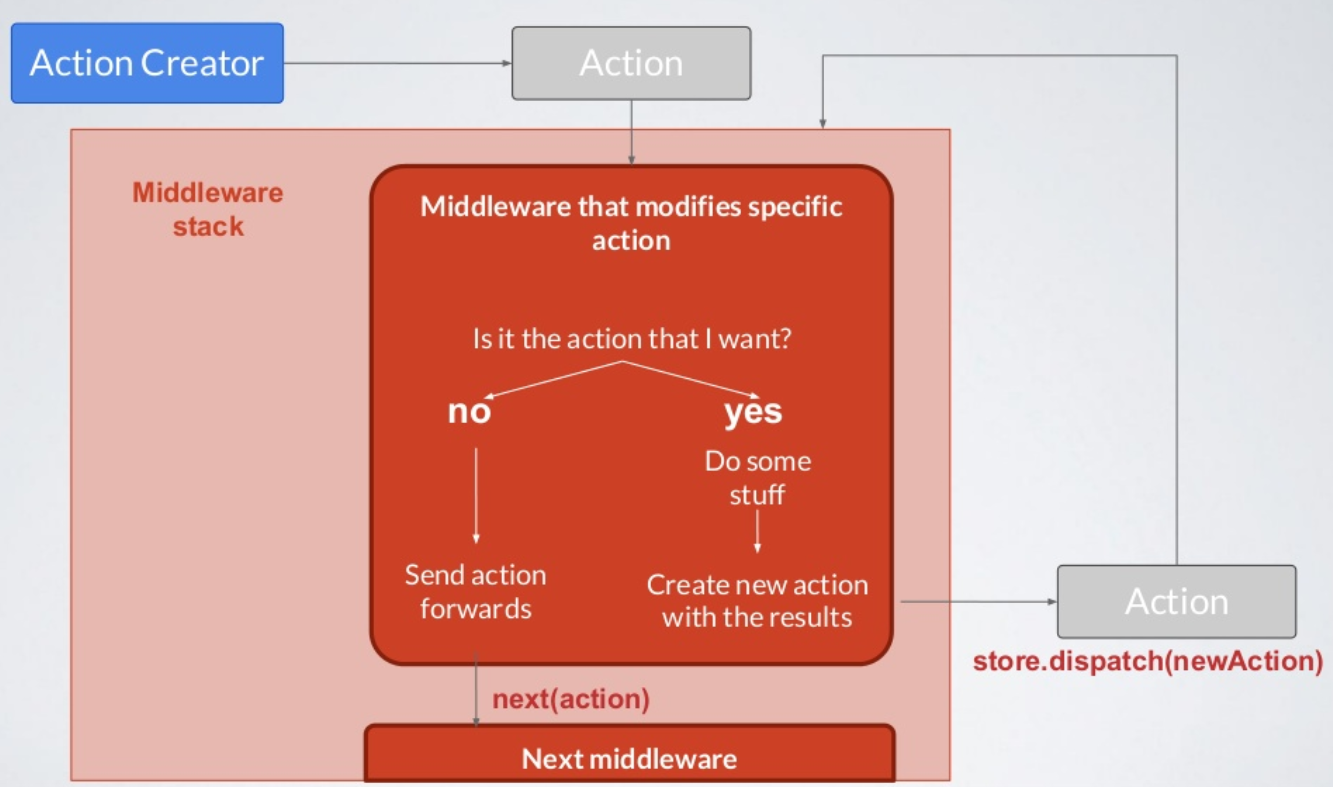 Action Creator
Action
Middleware
stack
Middleware that modifies specific
action
Is it the action that I want?
no
yes
Do some
stuff
Send action
forwards
Create new action
with the results
Action
store.dispatch(newAction)
next(action)
Next middleware